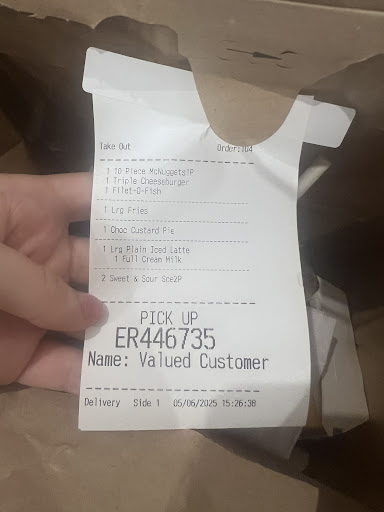 Take Out Order:104
1 10 Piece McNuggets!P
1 Triple Cheeseburger
1 Filet-O-Fish
1 Lrg Fries
1 Choc Custard Pie
1 Lrg Plain Iced Latte
1 Full Cream Milk
2 Sweet & Sour Sce2P
PICK UP
ER446735
Name: Valued Customer
Delivery Side 1 05/06/2025 15:26:38